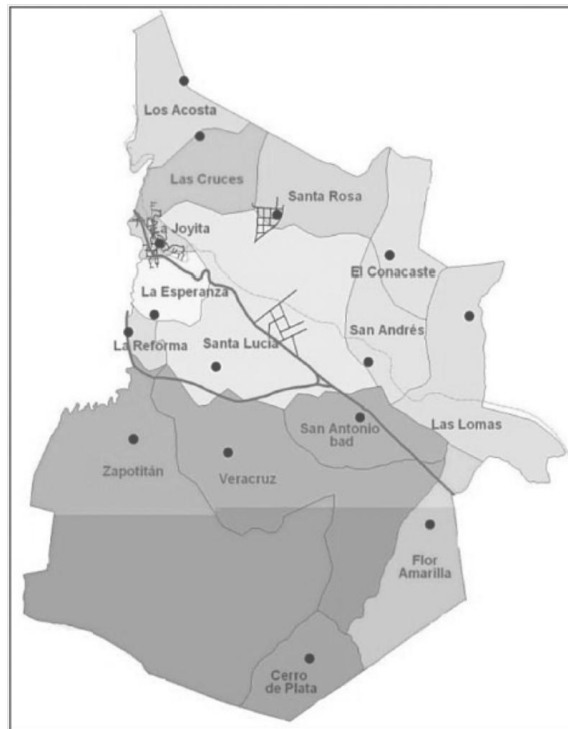 Los Acosta
Las Cruces
Santa Rosa
La Joyita
El Conacaste
La Esperanza
San Andrés
La Reforma
Santa Lucia
Las Lomas
San Antonio
bad
Zapotitán
Veracruz
Flor
Amarilla
Cerro
de Plata